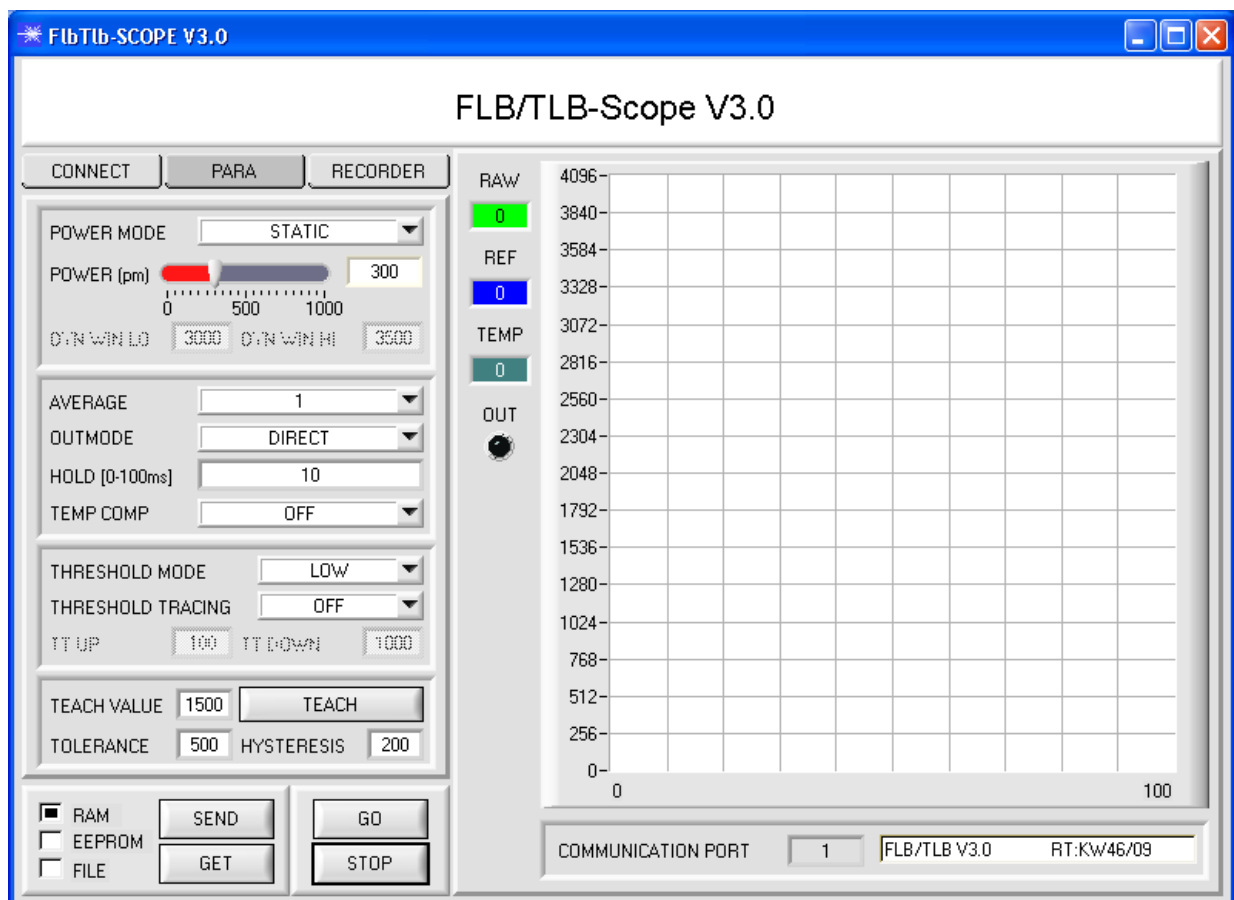 FlbTlb-SCOPE V3.0
FLB/TLB-Scope V3.0
CONNECT PARA RECORDER
POWER MODE STATIC
POWER (pm) 300
0 500 1000
DYN WIN LO 3000 DYN WIN HI 3500
AVERAGE 1
OUTMODE DIRECT
HOLD [0-100ms] 10
TEMP COMP OFF
THRESHOLD MODE LOW
THRESHOLD TRACING OFF
TT UP 100 TT DOWN 1000
TEACH VALUE 1500 TEACH
TOLERANCE 500 HYSTERESIS 200
RAM
EEPROM
FILE
SEND
GET
GO
STOP
RAW
0
REF
0
TEMP
0
OUT
4096
3840
3584
3328
3072
2816
2560
2304
2048
1792
1536
1280
1024
768
512
256
0
0 100
COMMUNICATION PORT 1 FLB/TLB V3.0 RT:KW46/09